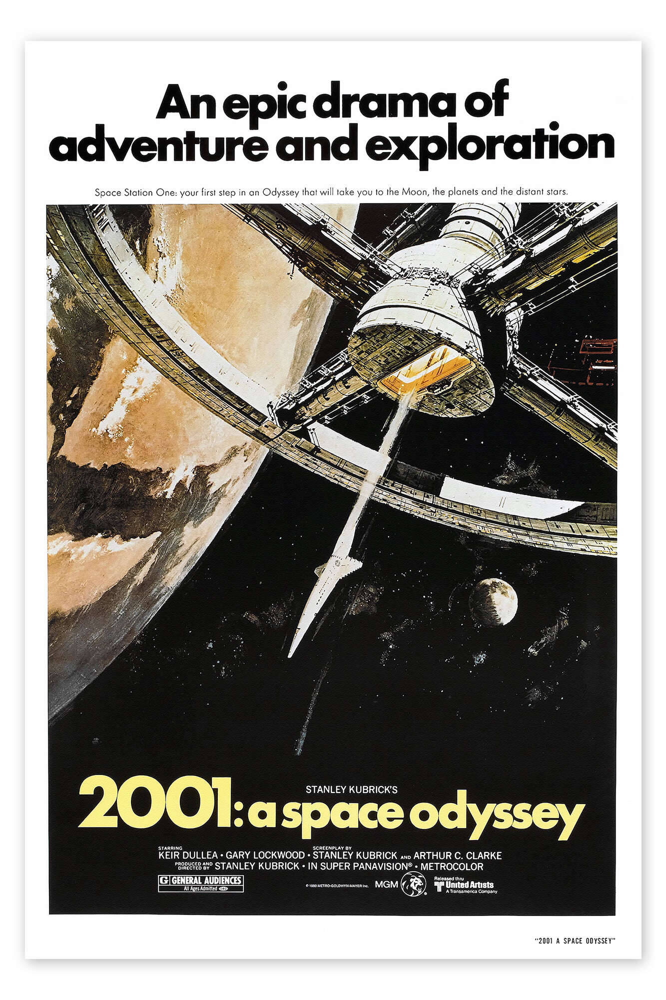 An epic drama of
adventure and exploration
Space Station One: your first step in an Odyssey that will take you to the Moon, the planets and the distant stars.
STANLEY KUBRICK'S
2001: a space odyssey
STARRING KEIR DULLEA • GARY LOCKWOOD • SCREENPLAY BY STANLEY KUBRICK AND ARTHUR C. CLARKE
PRODUCED AND DIRECTED BY STANLEY KUBRICK • IN SUPER PANAVISION® • METROCOLOR
G GENERAL AUDIENCES
All Ages Admitted
© 1980 METRO-GOLDWYN-MAYER Inc.
MGM
®
Released thru
United Artists
A Transamerica Company
"2001 A SPACE ODYSSEY"